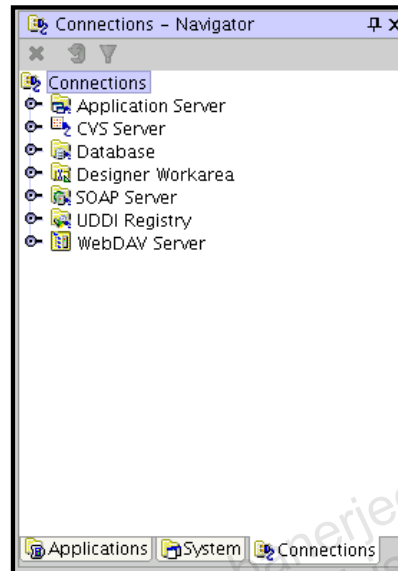 Connections – Navigator
Connections
Application Server
CVS Server
Database
Designer Workarea
SOAP Server
UDDI Registry
WebDAV Server
Applications System Connections